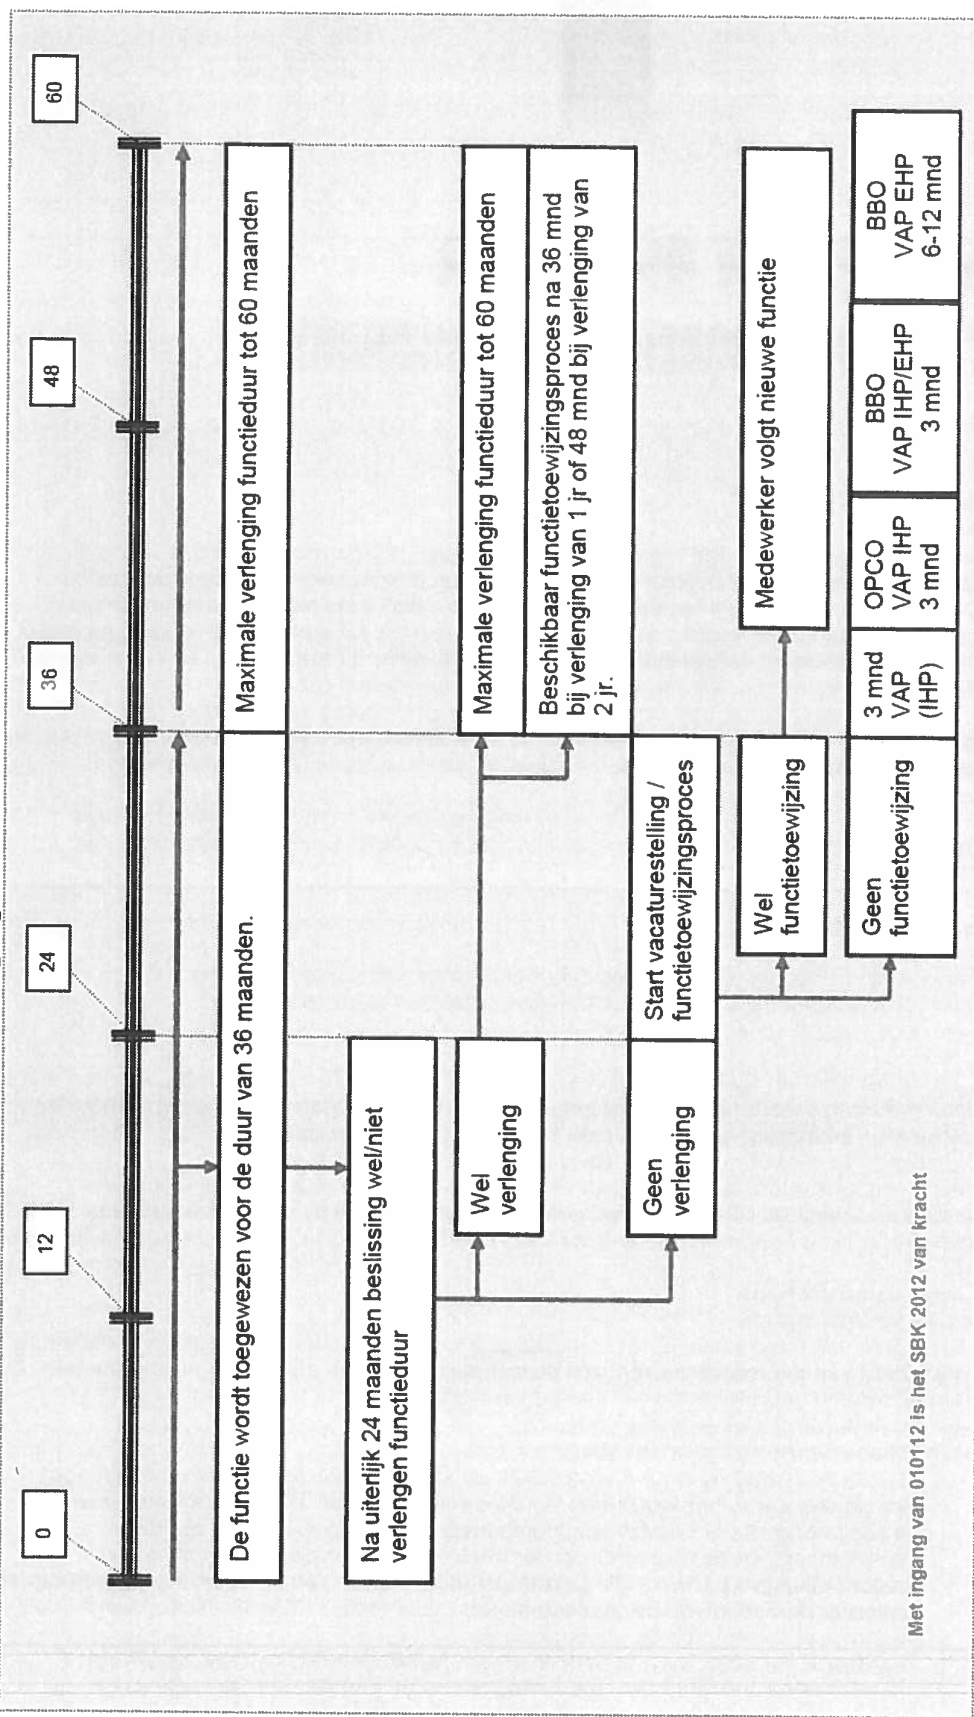 0
12
24
36
48
60
De functie wordt toegewezen voor de duur van 36 maanden.
Maximale verlenging functieduur tot 60 maanden
Na uiterlijk 24 maanden beslissing wel/niet
verlengen functieduur
Wel
verlenging
Maximale verlenging functieduur tot 60 maanden
Beschikbaar functietoewijzingsproces na 36 mnd
bij verlenging van 1 jr of 48 mnd bij verlenging van
2 jr.
Geen
verlenging
Start vacaturestelling /
functietoewijzingsproces
Wel
functietoewijzing
Medewerker volgt nieuwe functie
Geen
functietoewijzing
3 mnd
VAP
(IHP)
OPCO
VAP IHP
3 mnd
BBO
VAP IHP/EHP
3 mnd
BBO
VAP EHP
6-12 mnd
Met ingang van 010112 is het SBK 2012 van kracht